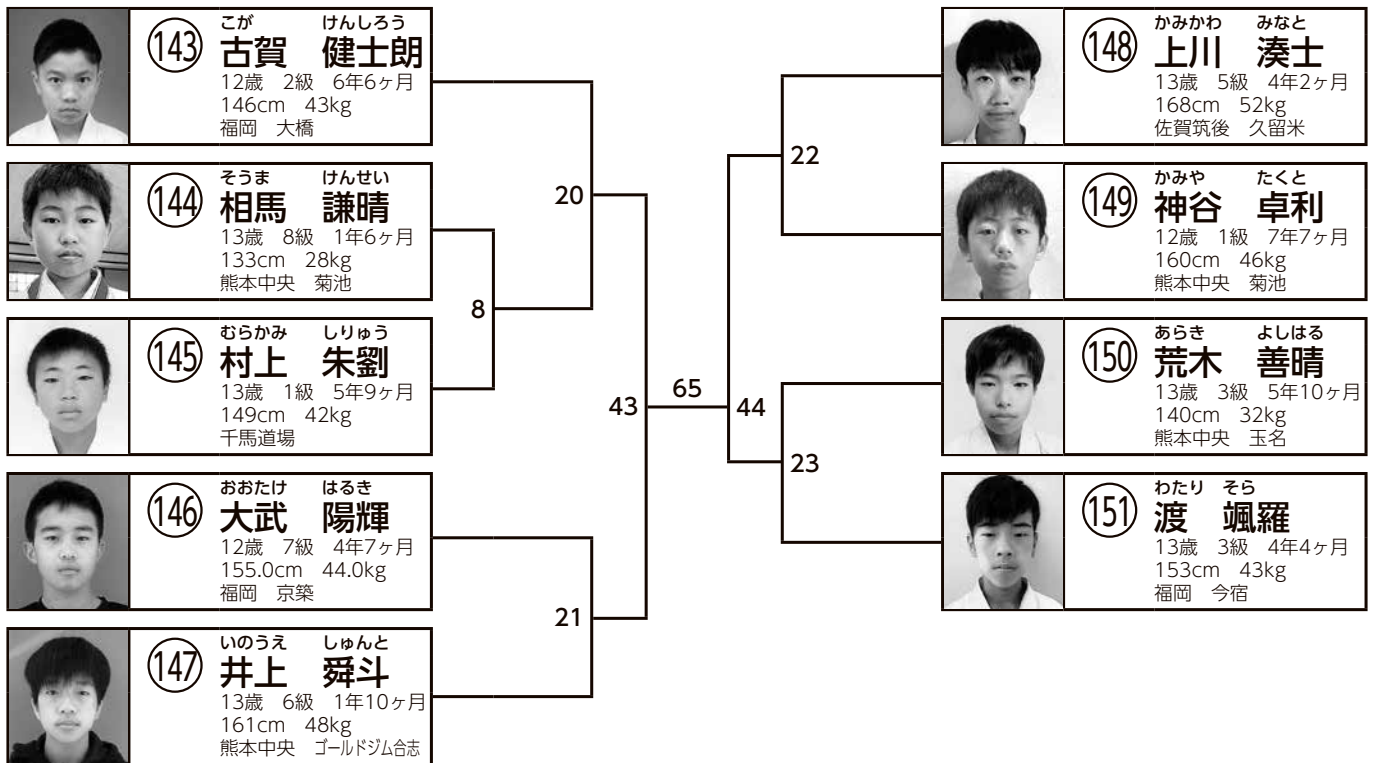 143
こが　けんしろう
古賀　健士朗
12歳　2級　6年6ヶ月
146cm　43kg
福岡　大橋
144
そうま　けんせい
相馬　謙晴
13歳　8級　1年6ヶ月
133cm　28kg
熊本中央　菊池
145
むらかみ　しりゅう
村上　朱劉
13歳　1級　5年9ヶ月
149cm　42kg
千馬道場
146
おおたけ　はるき
大武　陽輝
12歳　7級　4年7ヶ月
155.0cm　44.0kg
福岡　京築
147
いのうえ　しゅんと
井上　舜斗
13歳　6級　1年10ヶ月
161cm　48kg
熊本中央　ゴールドジム合志
20
8
43
21
65
22
44
23
148
かみかわ　みなと
上川　湊士
13歳　5級　4年2ヶ月
168cm　52kg
佐賀筑後　久留米
149
かみや　たくと
神谷　卓利
12歳　1級　7年7ヶ月
160cm　46kg
熊本中央　菊池
150
あらき　よしはる
荒木　善晴
13歳　3級　5年10ヶ月
140cm　32kg
熊本中央　玉名
151
わたり　そら
渡　颯羅
13歳　3級　4年4ヶ月
153cm　43kg
福岡　今宿